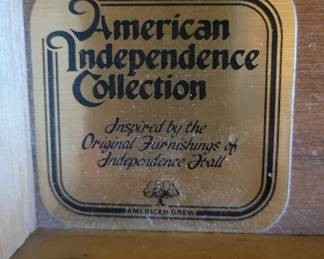 American
Independence
Collection
Inspired by the
Original Furnishings of
Independence Hall
AMERICAN DREW